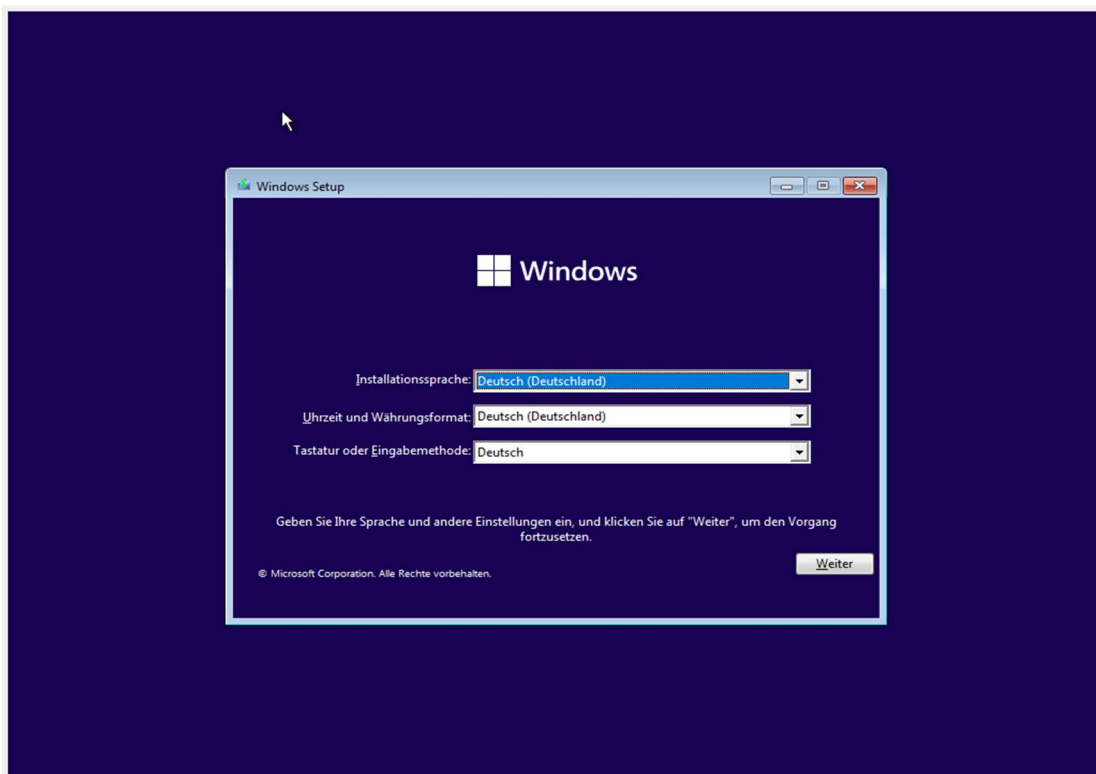 Windows Setup
Windows
Installationssprache: Deutsch (Deutschland)
Uhrzeit und Währungsformat: Deutsch (Deutschland)
Tastatur oder Eingabemethode: Deutsch
Geben Sie Ihre Sprache und andere Einstellungen ein, und klicken Sie auf "Weiter", um den Vorgang
fortzusetzen.
Weiter
© Microsoft Corporation. Alle Rechte vorbehalten.